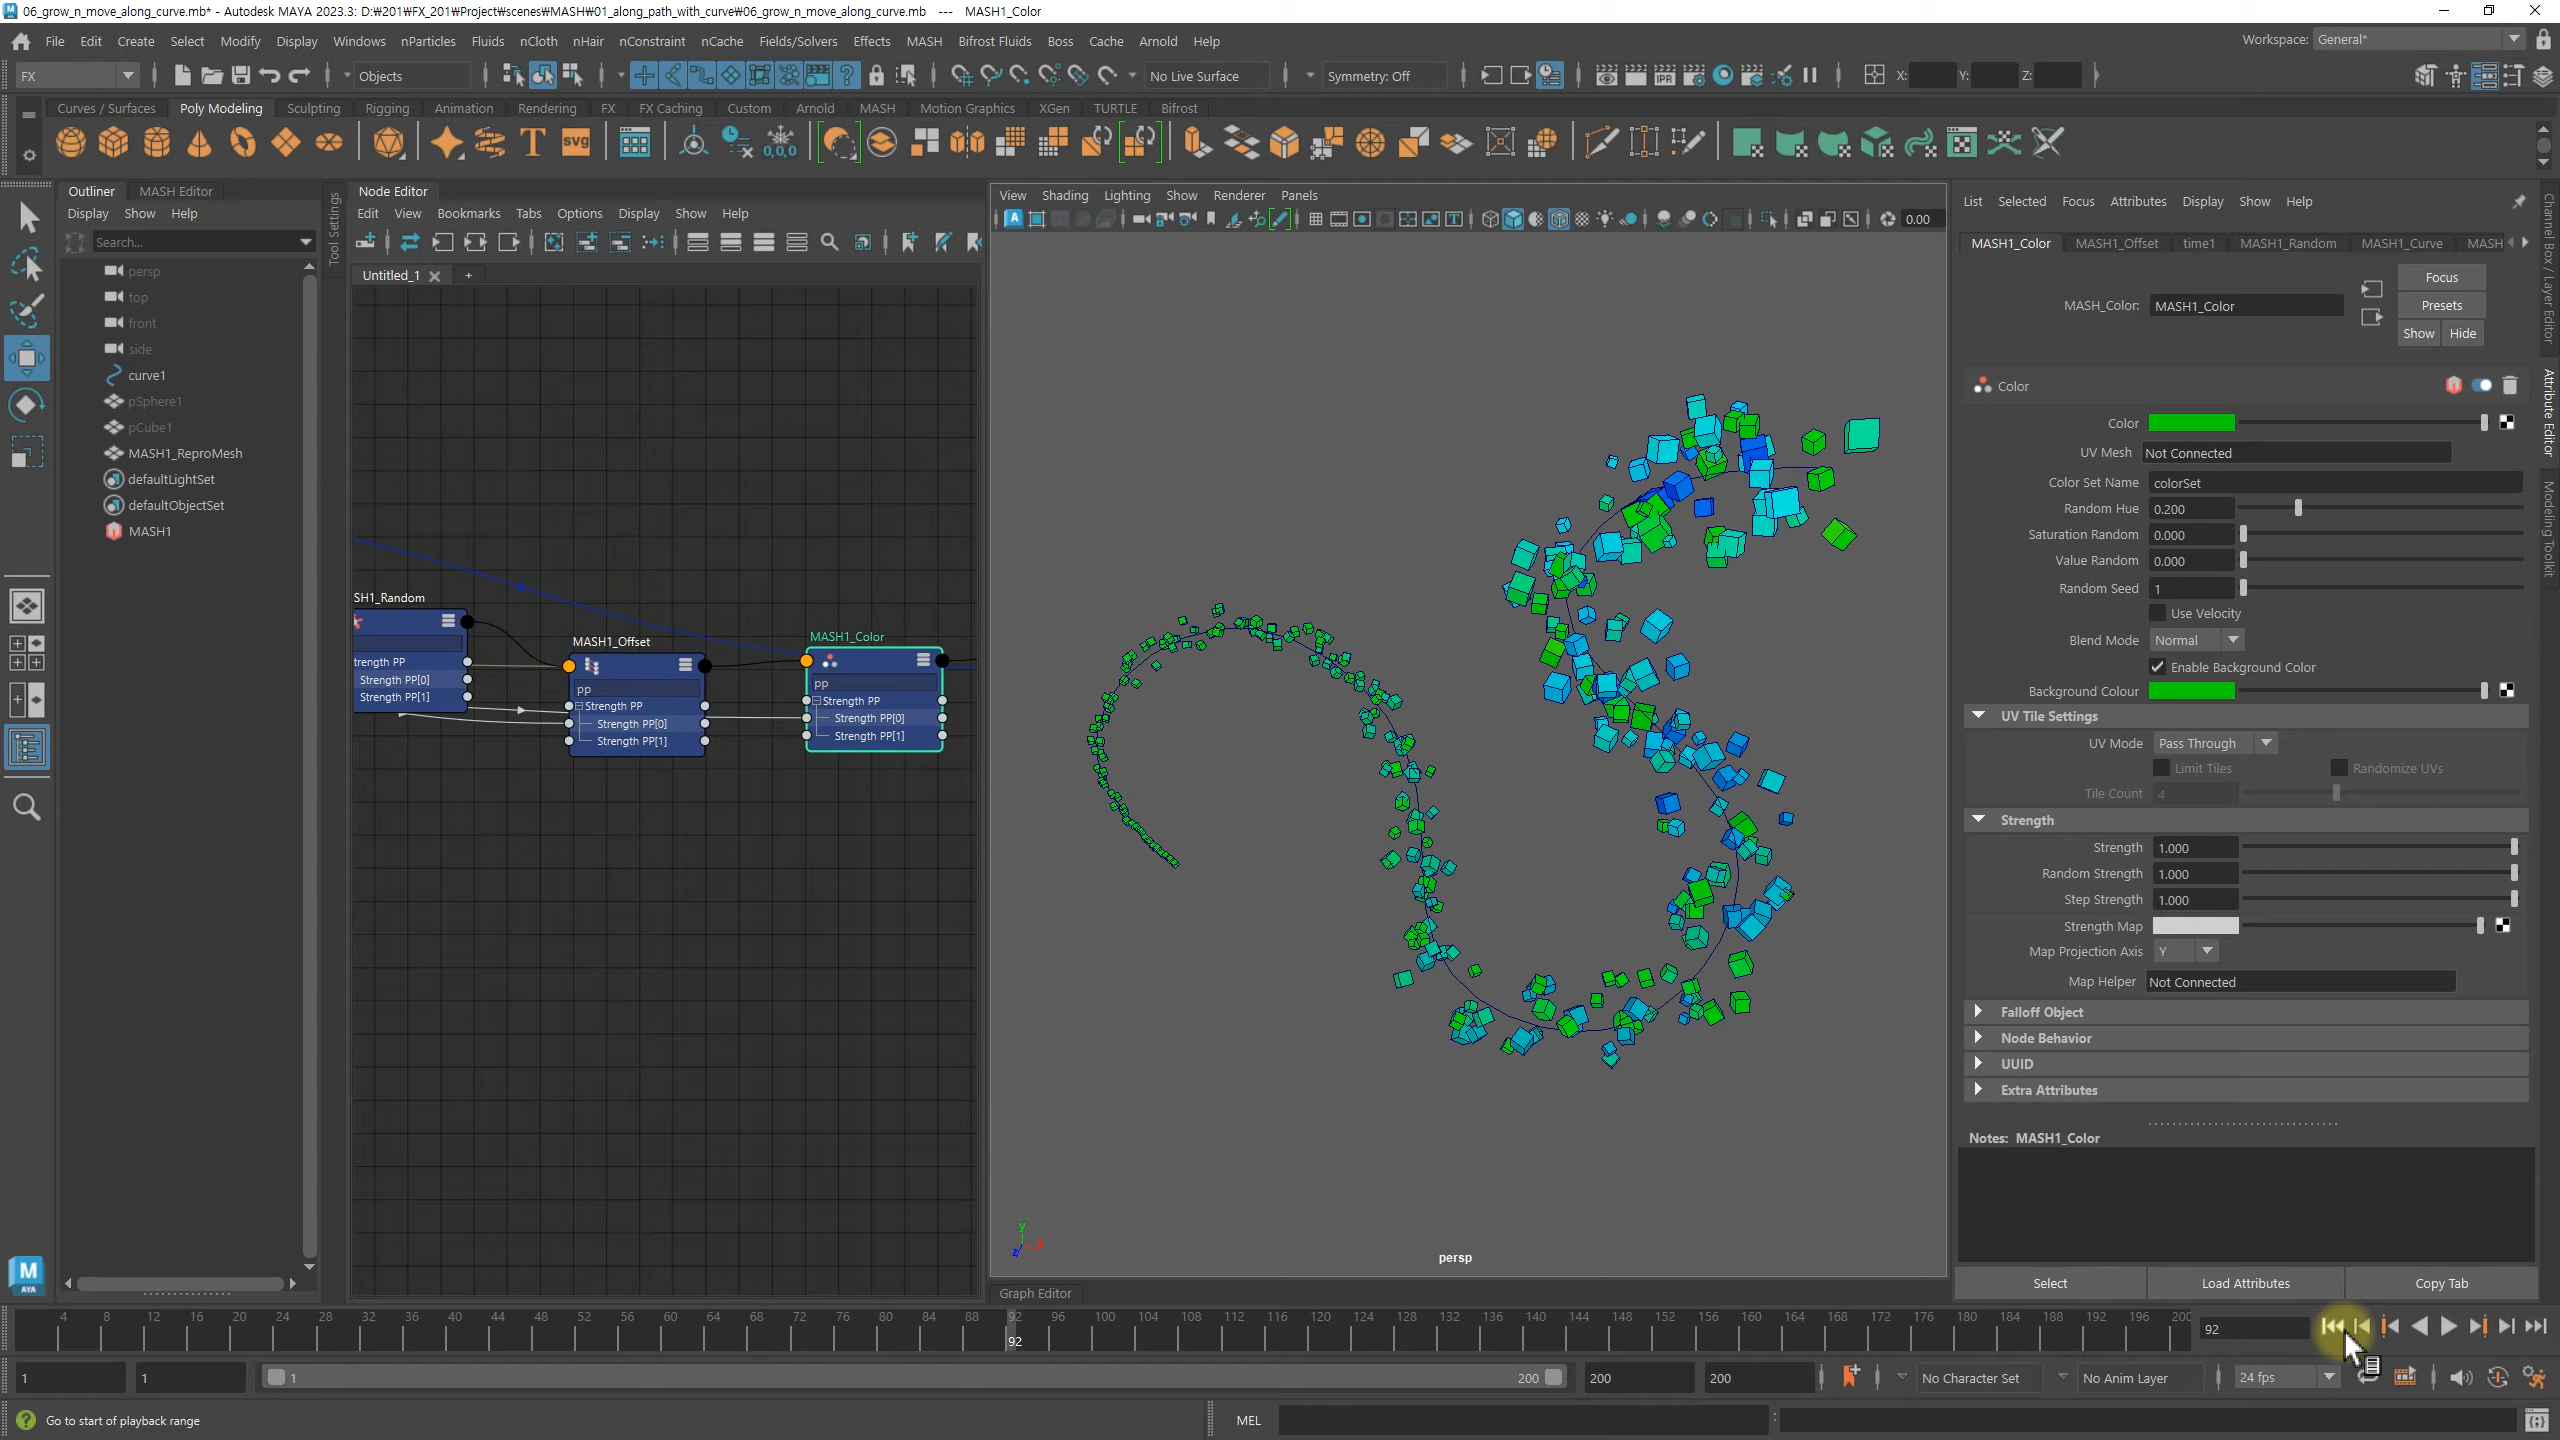 06_grow_n_move_along_curve.mb* - Autodesk MAYA 2023.3: D:₩201₩FX_201₩Project₩scenes₩MASH₩01_along_path_with_curve₩06_grow_n_move_along_curve.mb --- MASH1_Color
File Edit Create Select Modify Display Windows nParticles Fluids nCloth nHair nConstraint nCache Fields/Solvers Effects MASH Bifrost Fluids Boss Cache Arnold Help
Workspace: General*
FX Objects No Live Surface Symmetry: Off IPR X: Y: Z:
Curves / Surfaces Poly Modeling Sculpting Rigging Animation Rendering FX FX Caching Custom Arnold MASH Motion Graphics XGen TURTLE Bifrost
T SVG 0,0,0
Outliner MASH Editor
Display Show Help
Search...
persp
top
front
side
curve1
pSphere1
pCube1
MASH1_ReproMesh
defaultLightSet
defaultObjectSet
MASH1
Tool Settings
Node Editor
Edit View Bookmarks Tabs Options Display Show Help
Untitled_1 +
SH1_Random
trength PP
Strength PP[0]
Strength PP[1]
MASH1_Offset
pp
Strength PP
Strength PP[0]
Strength PP[1]
MASH1_Color
pp
Strength PP
Strength PP[0]
Strength PP[1]
View Shading Lighting Show Renderer Panels
0.00
y
z
persp
Graph Editor
List Selected Focus Attributes Display Show Help
MASH1_Color MASH1_Offset time1 MASH1_Random MASH1_Curve MASH
Focus
MASH_Color: MASH1_Color Presets
Show Hide
Color
Color
UV Mesh Not Connected
Color Set Name colorSet
Random Hue 0.200
Saturation Random 0.000
Value Random 0.000
Random Seed 1
Use Velocity
Blend Mode Normal
Enable Background Color
Background Colour
UV Tile Settings
UV Mode Pass Through
Limit Tiles Randomize UVs
Tile Count 4
Strength
Strength 1.000
Random Strength 1.000
Step Strength 1.000
Strength Map
Map Projection Axis Y
Map Helper Not Connected
Falloff Object
Node Behavior
UUID
Extra Attributes
Notes: MASH1_Color
Select Load Attributes Copy Tab
Channel Box / Layer Editor
Attribute Editor
Modeling Toolkit
M
AYA
4 8 12 16 20 24 28 32 36 40 44 48 52 56 60 64 68 72 76 80 84 88 92 96 100 104 108 112 116 120 124 128 132 136 140 144 148 152 156 160 164 168 172 176 180 184 188 192 196 200
92
92
1 1 1 200 200 200 No Character Set No Anim Layer 24 fps
Go to start of playback range
MEL